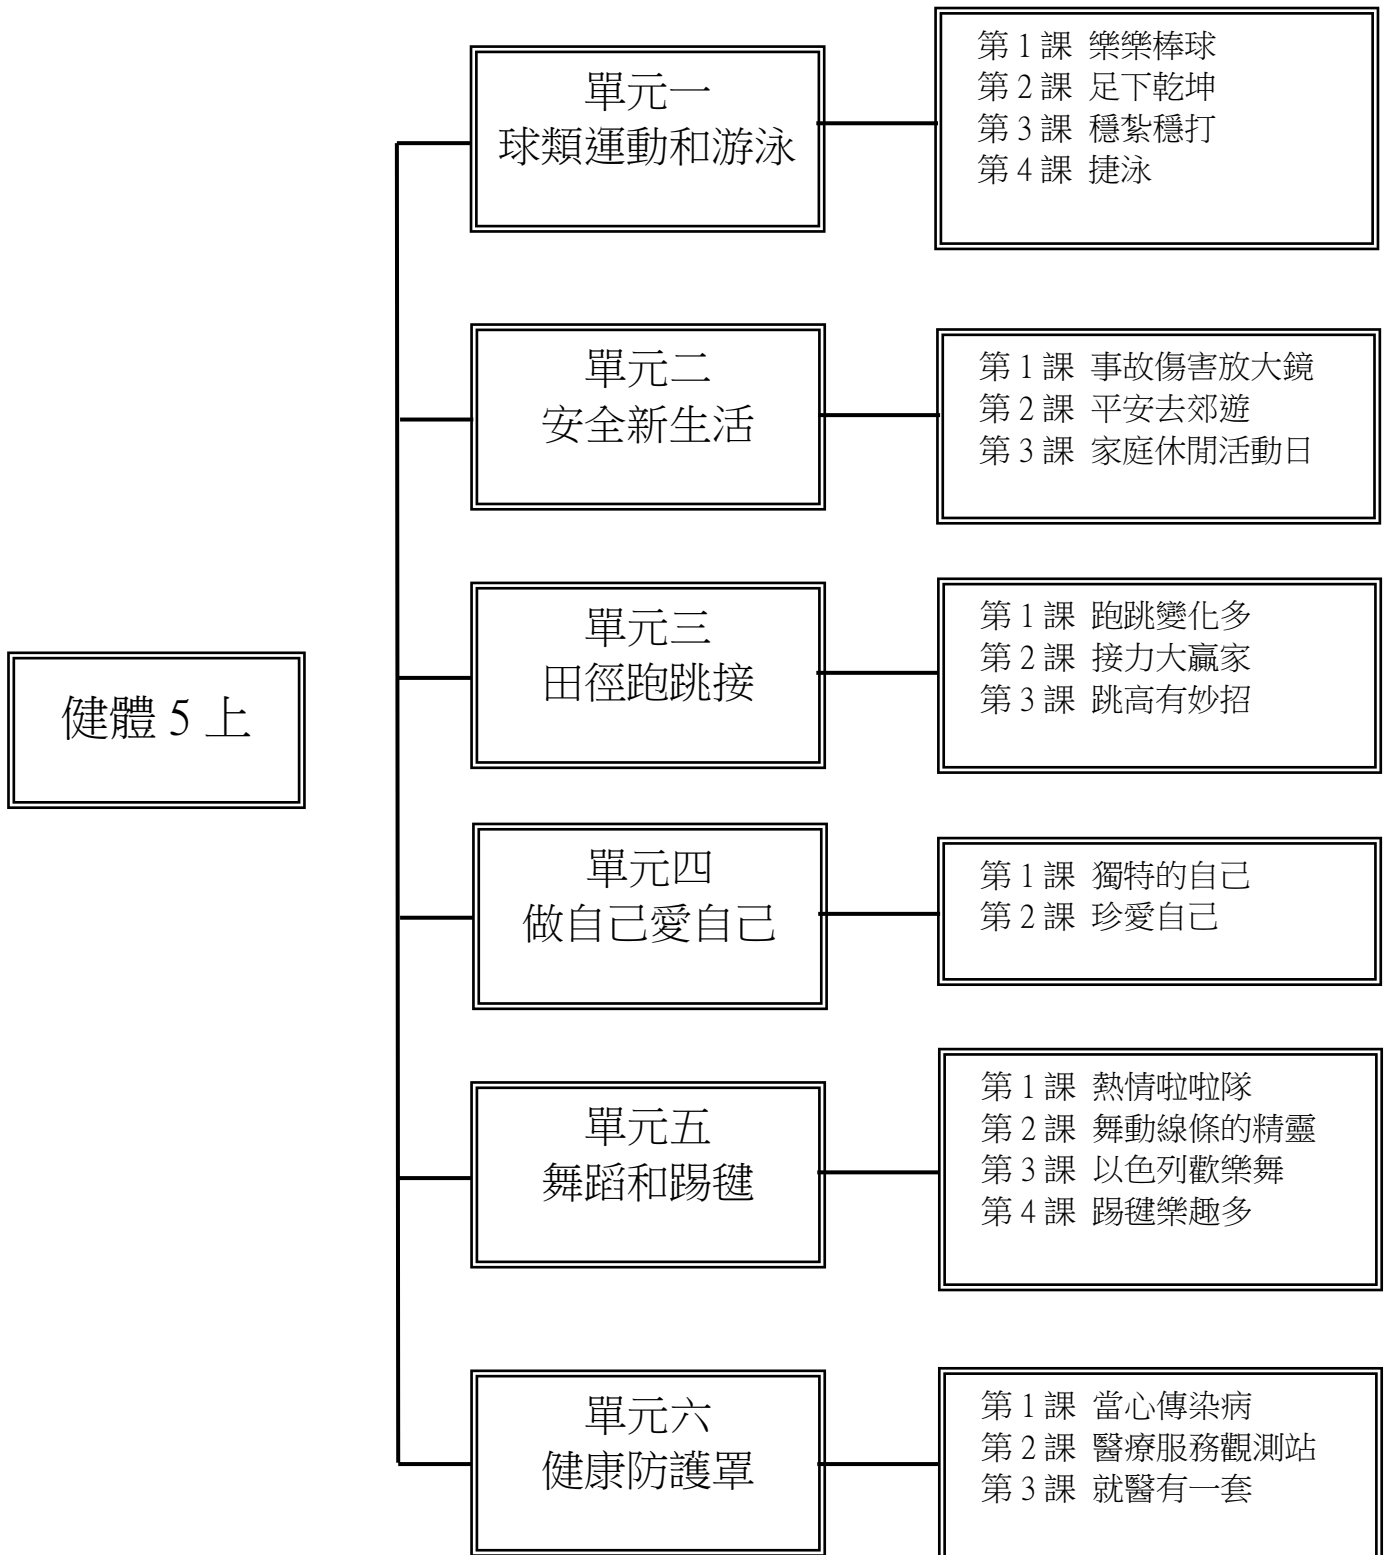 健體 5 上
單元一
球類運動和游泳
第 1 課 樂樂棒球
第 2 課 足下乾坤
第 3 課 穩紮穩打
第 4 課 捷泳
單元二
安全新生活
第 1 課 事故傷害放大鏡
第 2 課 平安去郊遊
第 3 課 家庭休閒活動日
單元三
田徑跑跳接
第 1 課 跑跳變化多
第 2 課 接力大贏家
第 3 課 跳高有妙招
單元四
做自己愛自己
第 1 課 獨特的自己
第 2 課 珍愛自己
單元五
舞蹈和踢毽
第 1 課 熱情啦啦隊
第 2 課 舞動線條的精靈
第 3 課 以色列歡樂舞
第 4 課 踢毽樂趣多
單元六
健康防護罩
第 1 課 當心傳染病
第 2 課 醫療服務觀測站
第 3 課 就醫有一套